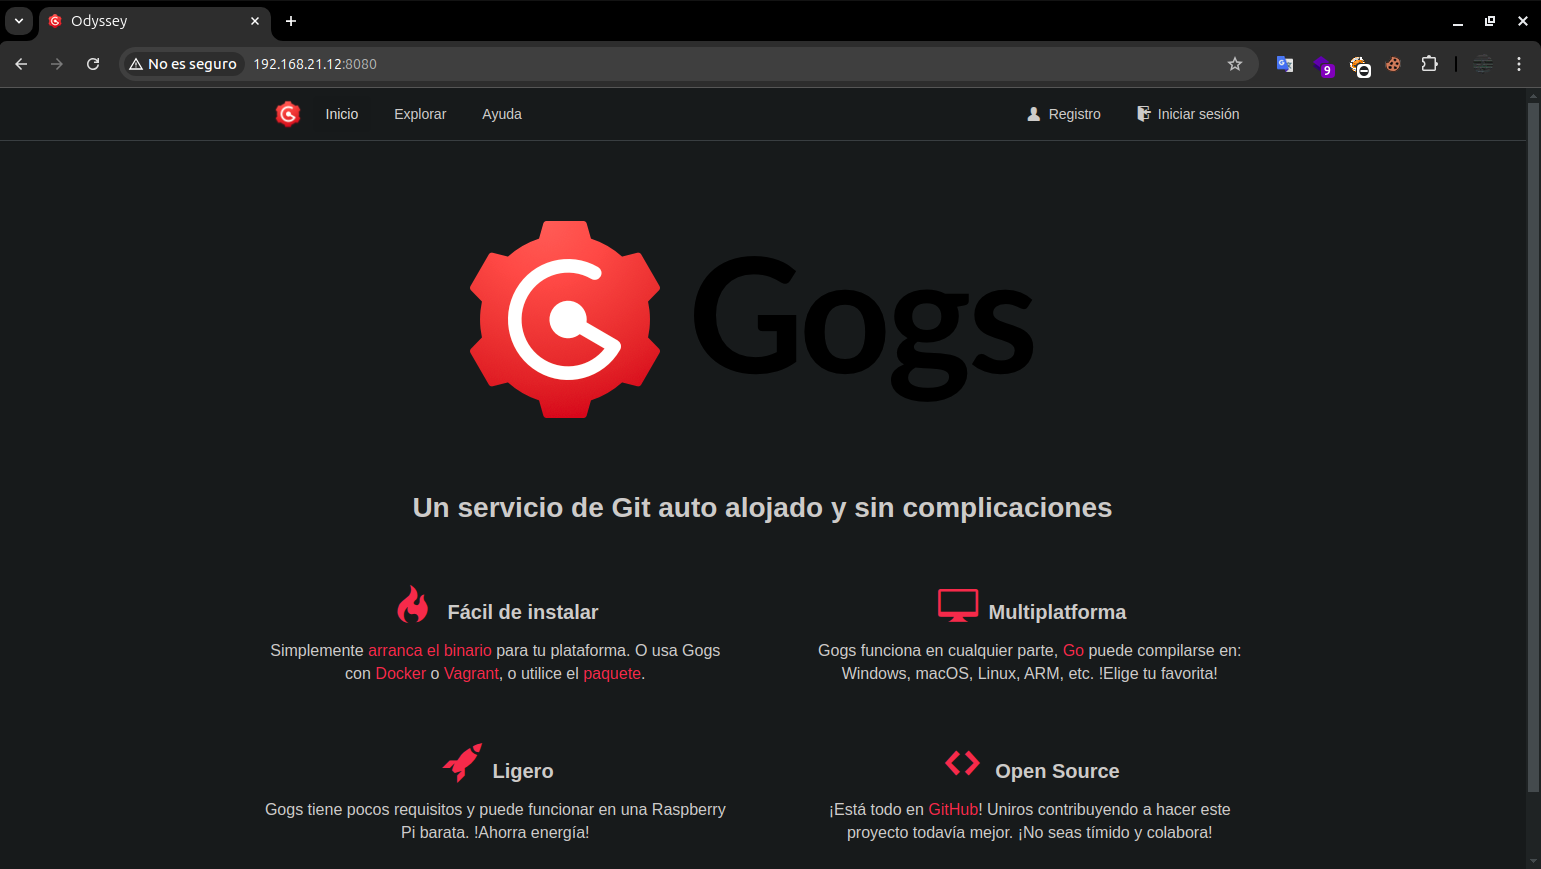 Odyssey
No es seguro 192.168.21.12:8080
9
Inicio Explorar Ayuda Registro Iniciar sesión
Gogs
Un servicio de Git auto alojado y sin complicaciones
Fácil de instalar
Simplemente arranca el binario para tu plataforma. O usa Gogs
con Docker o Vagrant, o utilice el paquete.
Multiplatforma
Gogs funciona en cualquier parte, Go puede compilarse en:
Windows, macOS, Linux, ARM, etc. !Elige tu favorita!
Ligero
Gogs tiene pocos requisitos y puede funcionar en una Raspberry
Pi barata. !Ahorra energía!
Open Source
¡Está todo en GitHub! Uniros contribuyendo a hacer este
proyecto todavía mejor. ¡No seas tímido y colabora!